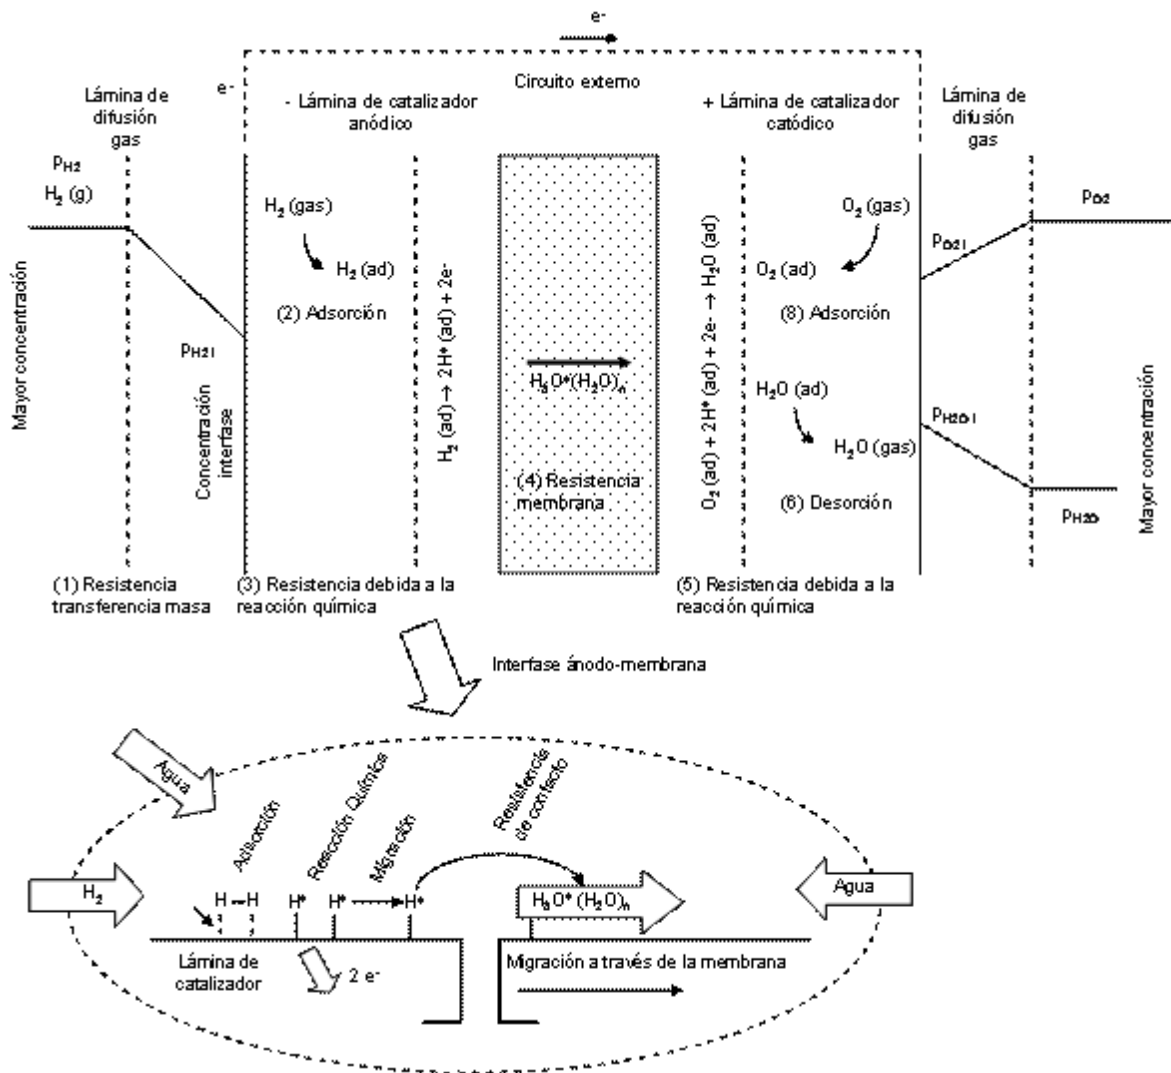 e-
Circuito externo
e-
Lámina de
difusión
gas
- Lámina de catalizador
anódico
+ Lámina de catalizador
catódico
Lámina de
difusión
gas
PH2
H2 (g)
H2 (gas)
H2 (ad)
(2) Adsorción
PH2 I
Mayor concentración
Concentración
interfase
H2 (ad) → 2H* (ad) + 2e-
H3O*(H2O)n
(4) Resistencia
membrana
O2 (ad) + 2H* (ad) + 2e- → H2O (ad)
O2 (gas)
O2 (ad)
(8) Adsorción
H2O (ad)
H2O (gas)
(6) Desorción
PO2 I
PO2
PH2O I
PH2O
Mayor concentración
(1) Resistencia
transferencia masa
(3) Resistencia debida a la
reacción química
(5) Resistencia debida a la
reacción química
Interfase ánodo-membrana
Agua
Adsorción
Reacción Química
Migración
Resistencia
de contacto
H2
H – H
H*
H*
H*
H3O* (H2O)n
Agua
Lámina de
catalizador
2 e-
Migración a través de la membrana